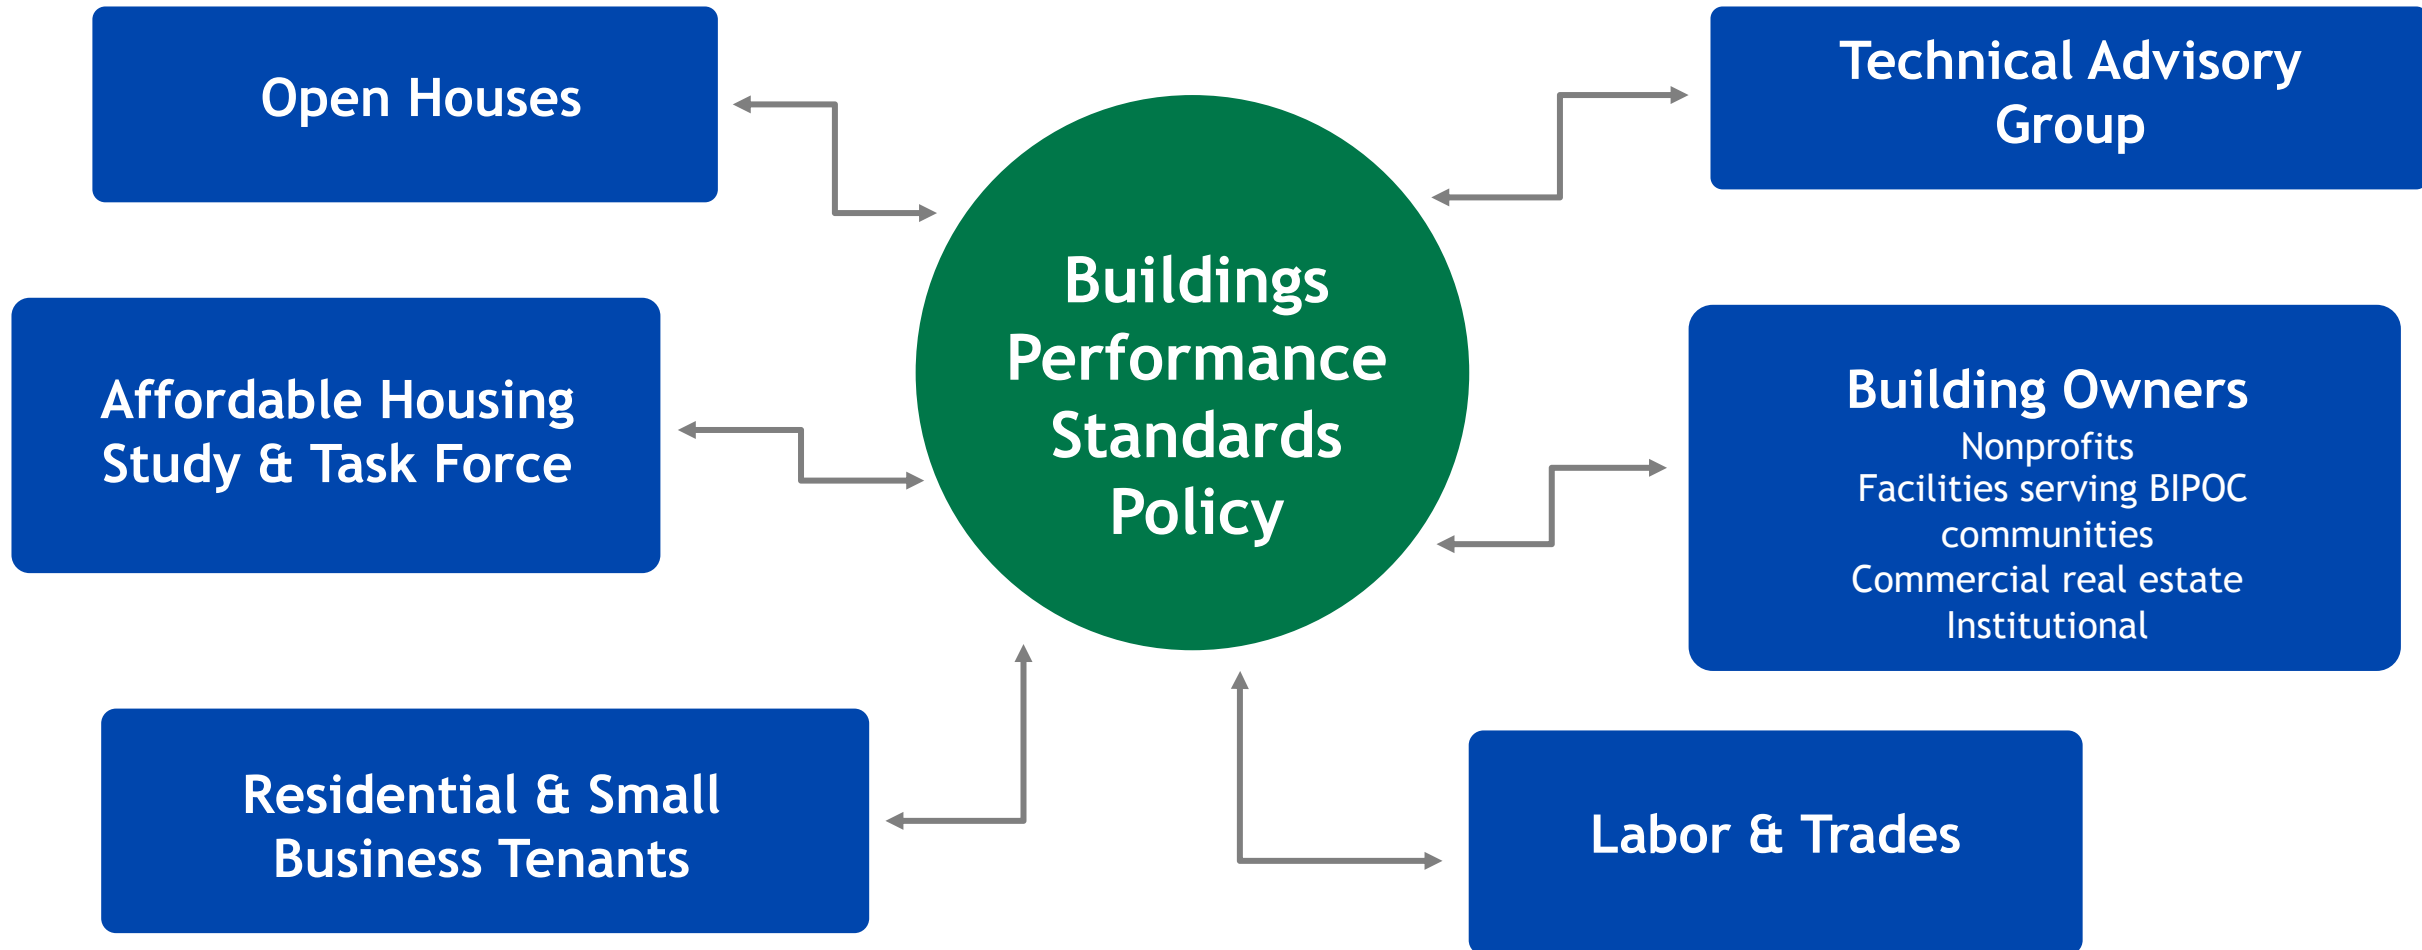 Open Houses
Technical Advisory
Group
Buildings
Performance
Standards
Policy
Affordable Housing
Study & Task Force
Building Owners
Nonprofits
Facilities serving BIPOC
communities
Commercial real estate
Institutional
Residential & Small
Business Tenants
Labor & Trades